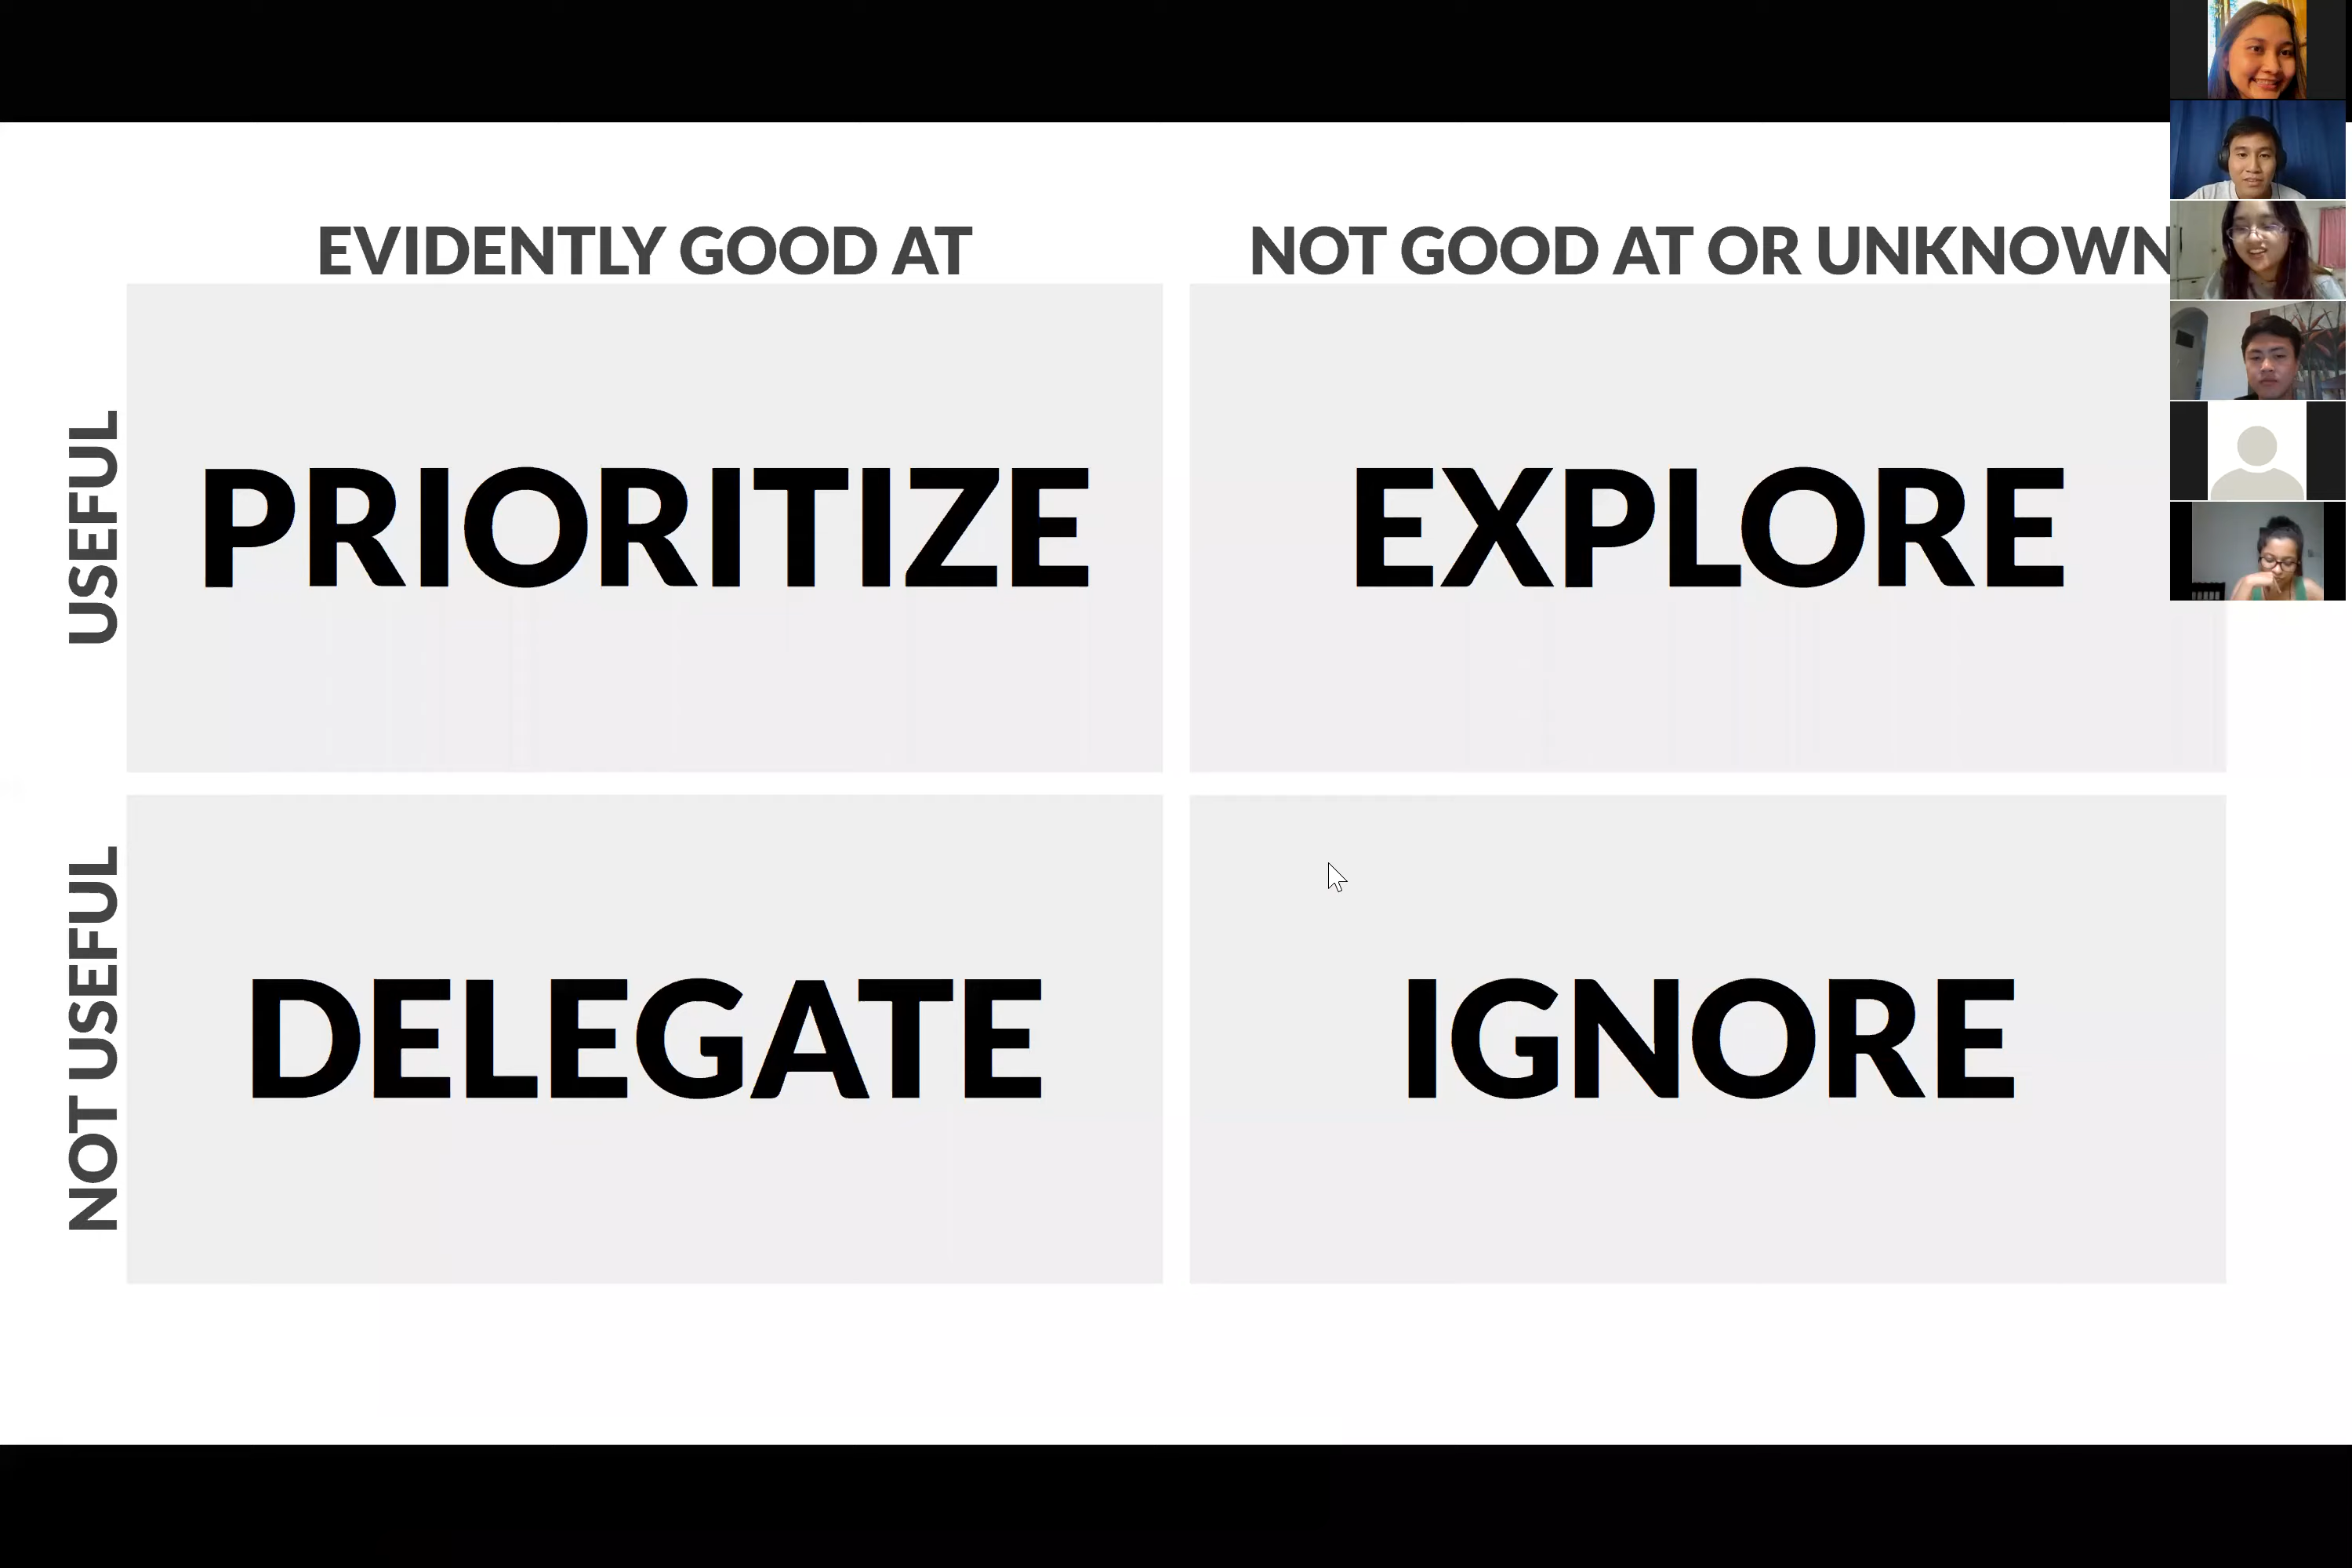 EVIDENTLY GOOD AT
NOT GOOD AT OR UNKNOWN
USEFUL
PRIORITIZE
EXPLORE
NOT USEFUL
DELEGATE
IGNORE